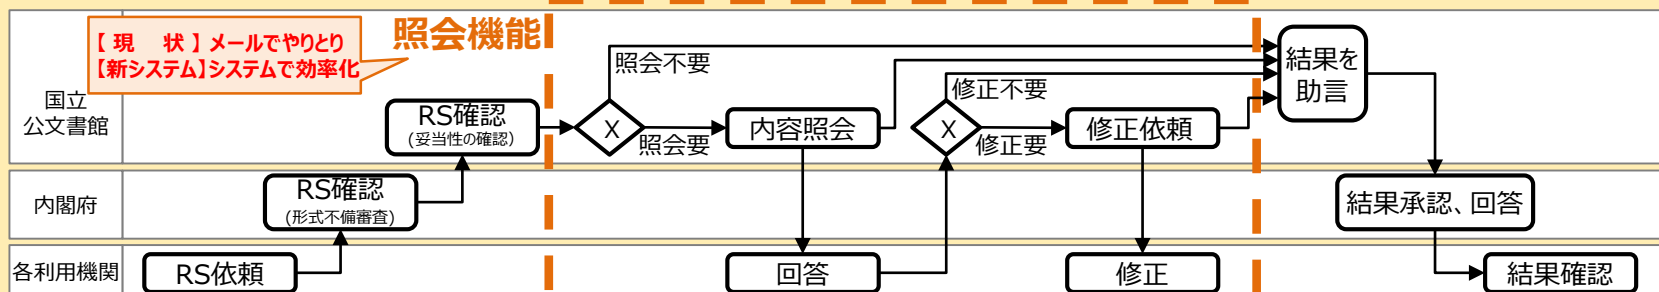 【 現　状 】メールでやりとり
【新システム】システムで効率化
照会機能
国立
公文書館
RS確認
(妥当性の確認)
X
照会不要
照会要
内容照会
X
修正不要
修正要
修正依頼
結果を
助言
内閣府
RS確認
(形式不備審査)
結果承認、回答
各利用機関
RS依頼
回答
修正
結果確認